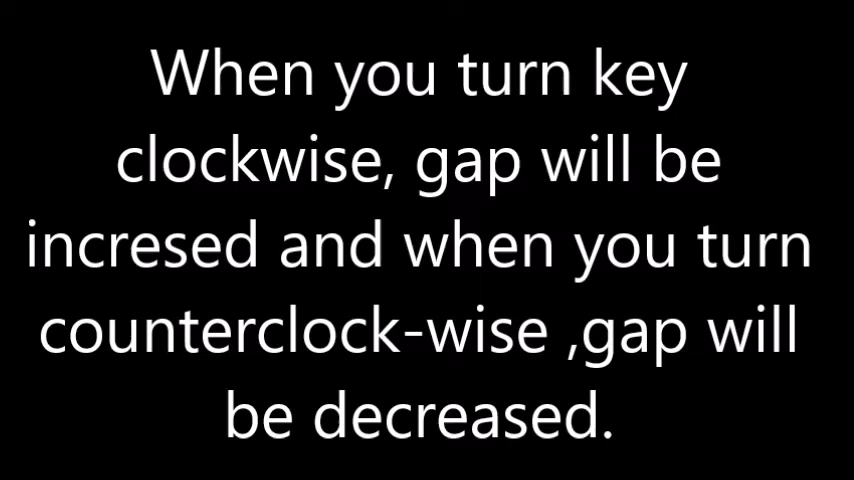 When you turn key
clockwise, gap will be
incresed and when you turn
counterclock-wise ,gap will
be decreased.